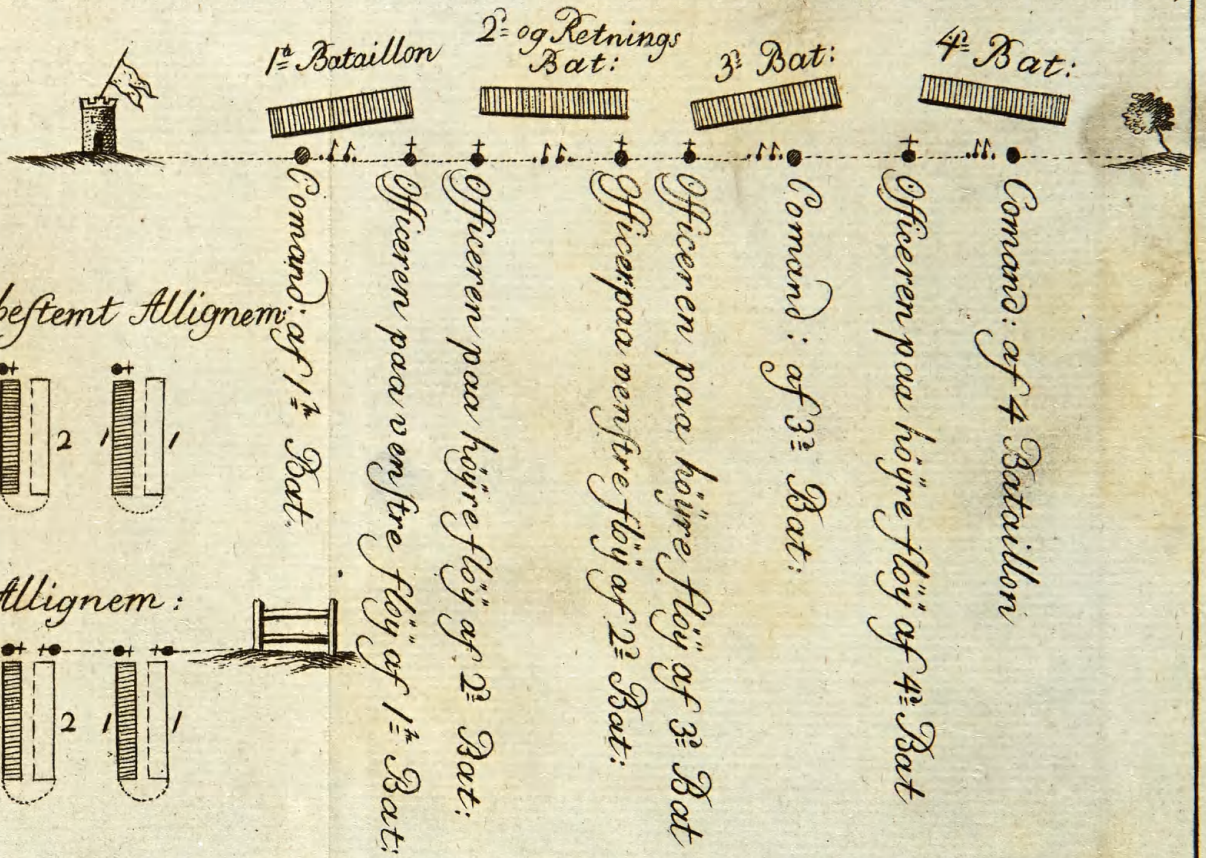 1ᵗᵉ Bataillon
2ᵈ og Retnings
Bat:
3ᵈ Bat:
4ᵈ Bat:
Comand: af 1ᵗᵉ Bat.
Officeren paa venstre fløÿ af 1ᵗᵉ Bat:
Officeren paa höÿre fløÿ af 2ᵈ Bat:
Officer: paa venstre fløÿ af 2ᵈ Bat:
Officeren paa höÿre fløÿ af 3ᵈ Bat
Comand: af 3ᵈ Bat:
Officeren paa höÿre fløÿ af 4ᵈ Bat
Comand: af 4 Bataillon
bestemt Allignem:
2 1 1
Allignem:
2 1 1